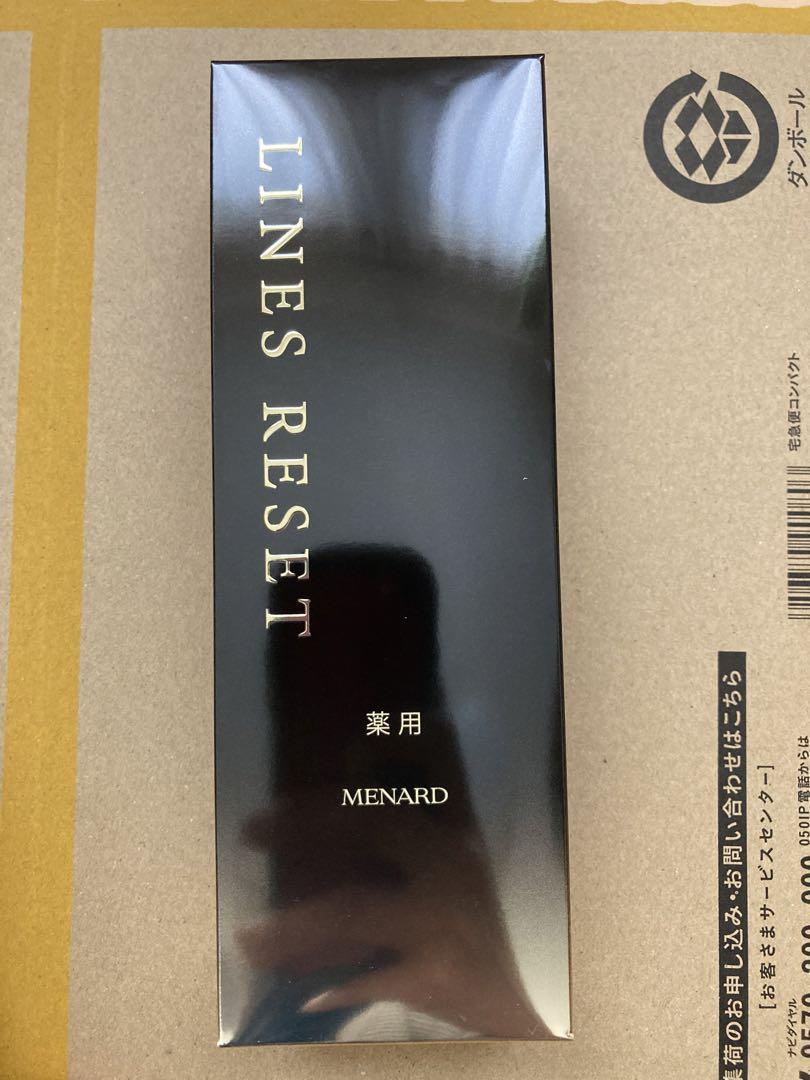 LINES RESET
薬用
MENARD
ダンボール
宅急便コンパクト
集荷のお申し込み・お問い合わせはこちら
[お客さまサービスセンター]
ナビダイヤル
050IP電話からは